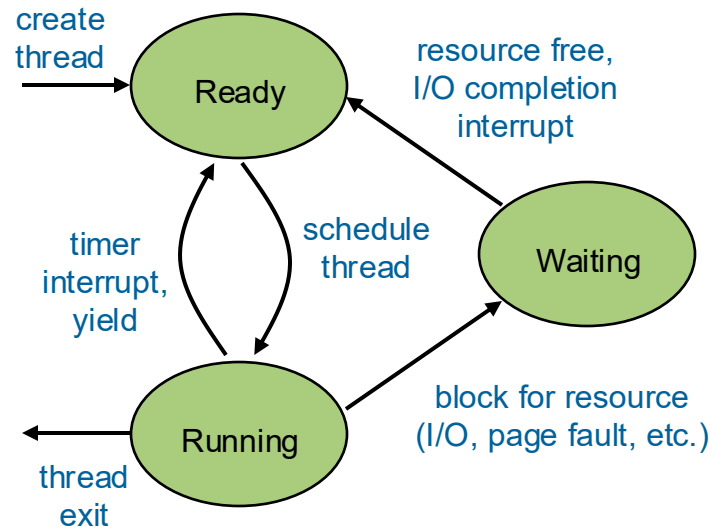 create
thread
Ready
resource free,
I/O completion
interrupt
timer
interrupt,
yield
schedule
thread
Waiting
Running
block for resource
(I/O, page fault, etc.)
thread
exit